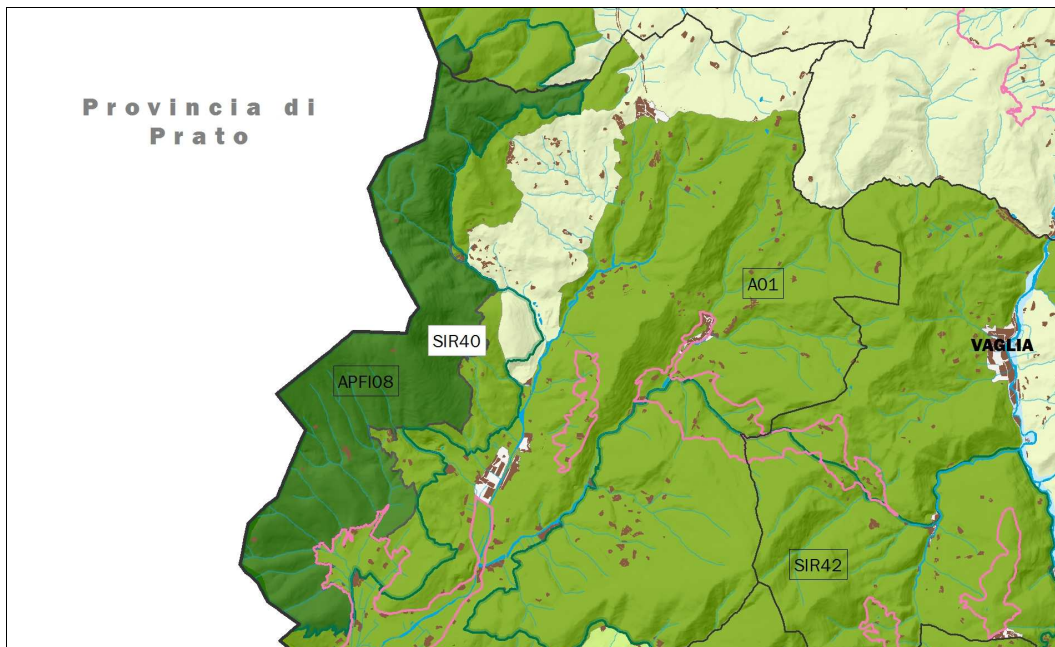 Provincia di
Prato
A01
SIR40
VAGLIA
APFI08
SIR42